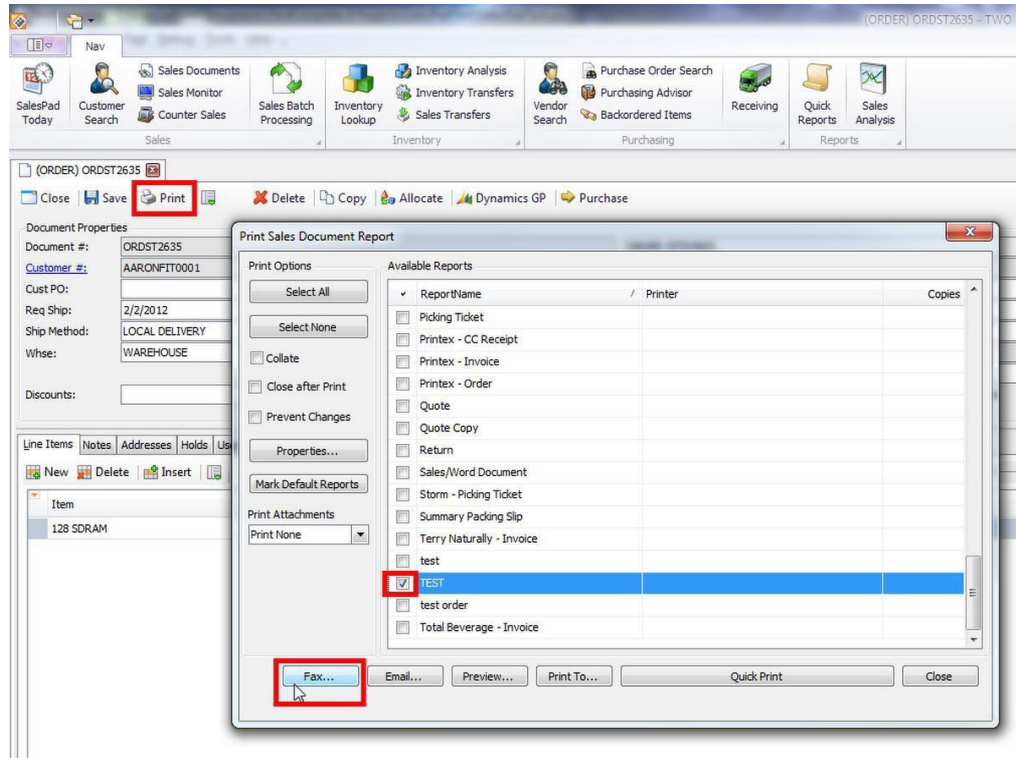 (ORDER) ORDST2635 - TWO
Nav
SalesPad Today
Customer Search
Sales Documents
Sales Monitor
Counter Sales
Sales Batch Processing
Inventory Lookup
Inventory Analysis
Inventory Transfers
Sales Transfers
Vendor Search
Purchase Order Search
Purchasing Advisor
Backordered Items
Receiving
Quick Reports
Sales Analysis
Sales
Inventory
Purchasing
Reports
(ORDER) ORDST2635
Close Save Print Delete Copy Allocate Dynamics GP Purchase
Document Properties
Document #: ORDST2635
Customer #: AARONFIT0001
Cust PO:
Req Ship: 2/2/2012
Ship Method: LOCAL DELIVERY
Whse: WAREHOUSE
Discounts:
Line Items Notes Addresses Holds Us
New Delete Insert
Item
128 SDRAM
Print Sales Document Report
Print Options
Select All
Select None
Collate
Close after Print
Prevent Changes
Properties...
Mark Default Reports
Print Attachments
Print None
Available Reports
ReportName / Printer Copies
Picking Ticket
Printex - CC Receipt
Printex - Invoice
Printex - Order
Quote
Quote Copy
Return
Sales/Word Document
Storm - Picking Ticket
Summary Packing Slip
Terry Naturally - Invoice
test
TEST
test order
Total Beverage - Invoice
Fax... Email... Preview... Print To... Quick Print Close